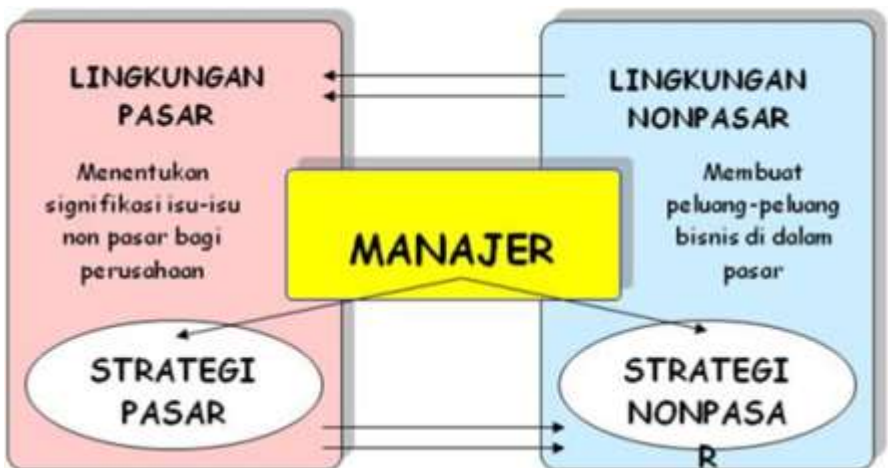 LINGKUNGAN
PASAR
Menentukan
signifikasi isu-isu
non pasar bagi
perusahaan
STRATEGI
PASAR
MANAJER
LINGKUNGAN
NONPASAR
Membuat
peluang-peluang
bisnis di dalam
pasar
STRATEGI
NONPASA
R